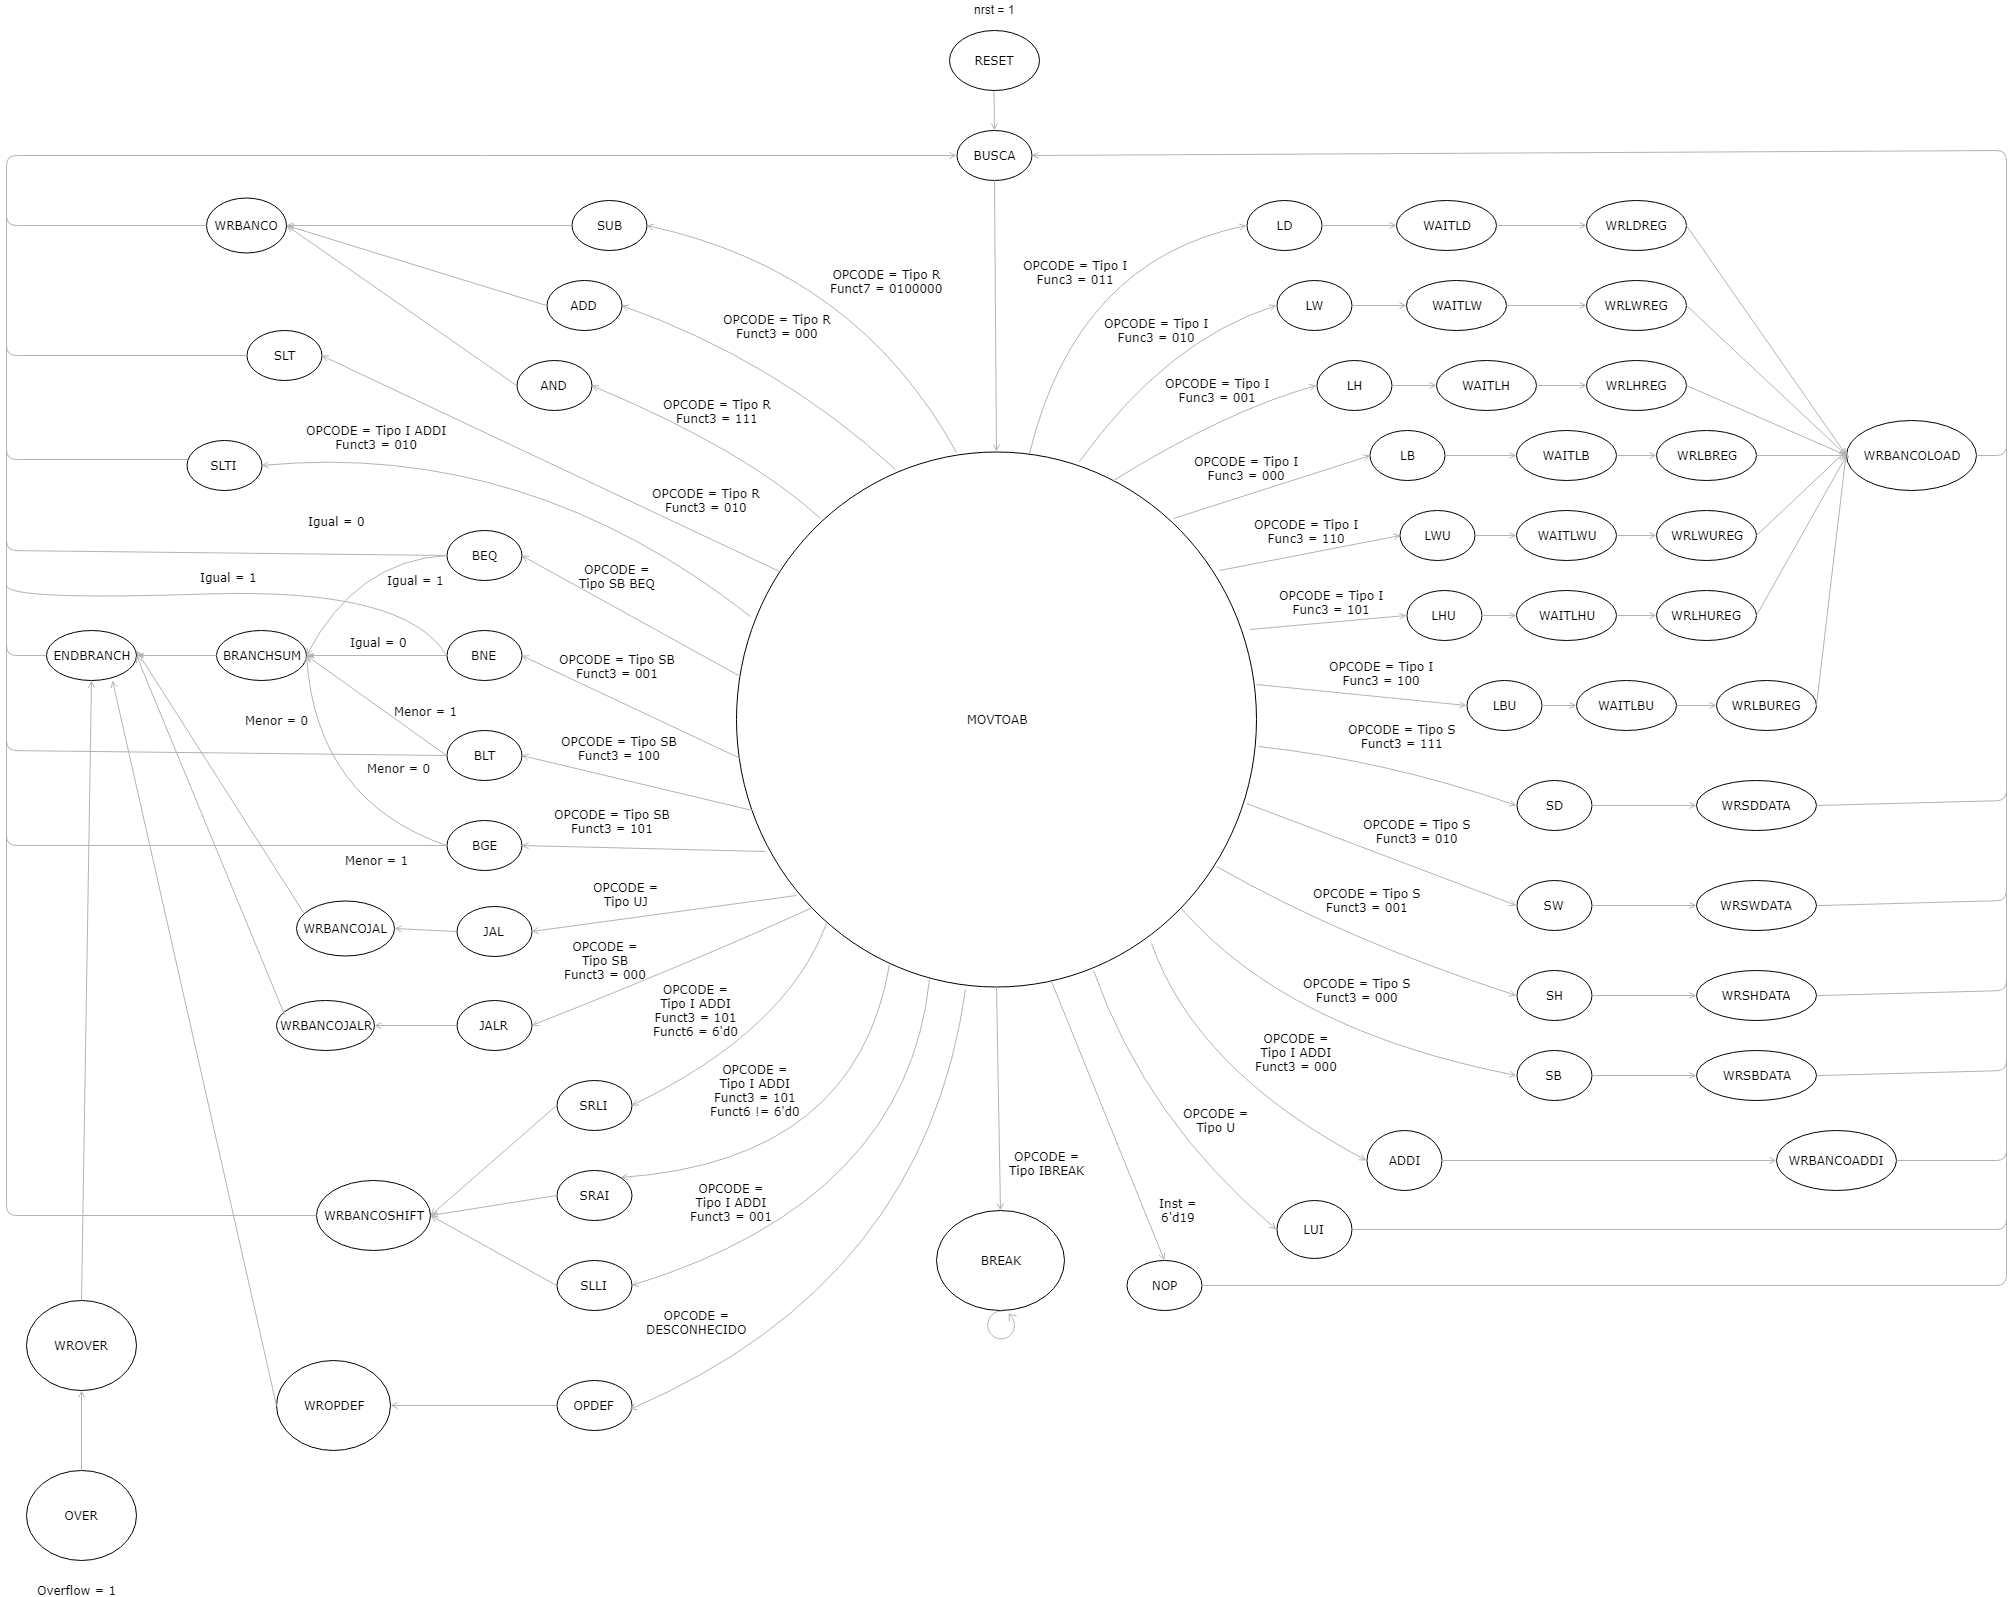 nrst = 1
RESET
BUSCA
WRBANCO
SUB
LD
WAITLD
WRLDREG
OPCODE = Tipo R
Funct7 = 0100000
OPCODE = Tipo I
Func3 = 011
ADD
LW
WAITLW
WRLWREG
OPCODE = Tipo R
Funct3 = 000
OPCODE = Tipo I
Func3 = 010
SLT
AND
LH
WAITLH
WRLHREG
OPCODE = Tipo R
Funct3 = 111
OPCODE = Tipo I
Func3 = 001
OPCODE = Tipo I ADDI
Funct3 = 010
SLTI
LB
WAITLB
WRLBREG
WRBANCOLOAD
OPCODE = Tipo I
Func3 = 000
OPCODE = Tipo R
Funct3 = 010
Igual = 0
OPCODE = Tipo I
Func3 = 110
LWU
WAITLWU
WRLWUREG
BEQ
Igual = 1
Igual = 1
OPCODE =
Tipo SB BEQ
OPCODE = Tipo I
Func3 = 101
LHU
WAITLHU
WRLHUREG
ENDBRANCH
BRANCHSUM
Igual = 0
BNE
OPCODE = Tipo SB
Funct3 = 001
OPCODE = Tipo I
Func3 = 100
LBU
WAITLBU
WRLBUREG
Menor = 0
Menor = 1
MOVTOAB
BLT
OPCODE = Tipo SB
Funct3 = 100
OPCODE = Tipo S
Funct3 = 111
Menor = 0
SD
WRSDDATA
OPCODE = Tipo SB
Funct3 = 101
BGE
OPCODE = Tipo S
Funct3 = 010
Menor = 1
OPCODE =
Tipo UJ
OPCODE = Tipo S
Funct3 = 001
SW
WRSWDATA
WRBANCOJAL
JAL
OPCODE =
Tipo SB
Funct3 = 000
OPCODE = Tipo S
Funct3 = 000
SH
WRSHDATA
WRBANCOJALR
JALR
OPCODE =
Tipo I ADDI
Funct3 = 101
Funct6 = 6'd0
OPCODE =
Tipo I ADDI
Funct3 = 000
SB
WRSBDATA
SRLI
OPCODE =
Tipo I ADDI
Funct3 = 101
Funct6 != 6'd0
OPCODE =
Tipo U
OPCODE =
Tipo IBREAK
ADDI
WRBANCOADDI
SRAI
WRBANCOSHIFT
OPCODE =
Tipo I ADDI
Funct3 = 001
Inst =
6'd19
LUI
BREAK
SLLI
NOP
OPCODE =
DESCONHECIDO
WROVER
WROPDEF
OPDEF
OVER
Overflow = 1